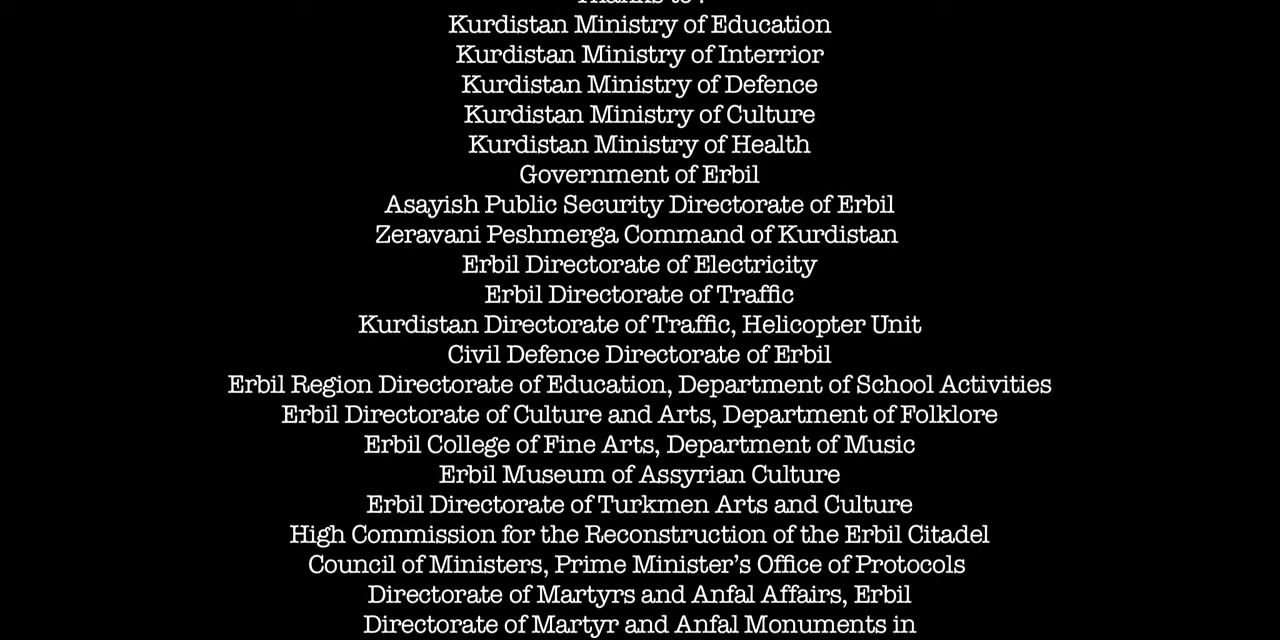 Thanks to :
Kurdistan Ministry of Education
Kurdistan Ministry of Interrior
Kurdistan Ministry of Defence
Kurdistan Ministry of Culture
Kurdistan Ministry of Health
Government of Erbil
Asayish Public Security Directorate of Erbil
Zeravani Peshmerga Command of Kurdistan
Erbil Directorate of Electricity
Erbil Directorate of Traffic
Kurdistan Directorate of Traffic, Helicopter Unit
Civil Defence Directorate of Erbil
Erbil Region Directorate of Education, Department of School Activities
Erbil Directorate of Culture and Arts, Department of Folklore
Erbil College of Fine Arts, Department of Music
Erbil Museum of Assyrian Culture
Erbil Directorate of Turkmen Arts and Culture
High Commission for the Reconstruction of the Erbil Citadel
Council of Ministers, Prime Minister’s Office of Protocols
Directorate of Martyrs and Anfal Affairs, Erbil
Directorate of Martyr and Anfal Monuments in